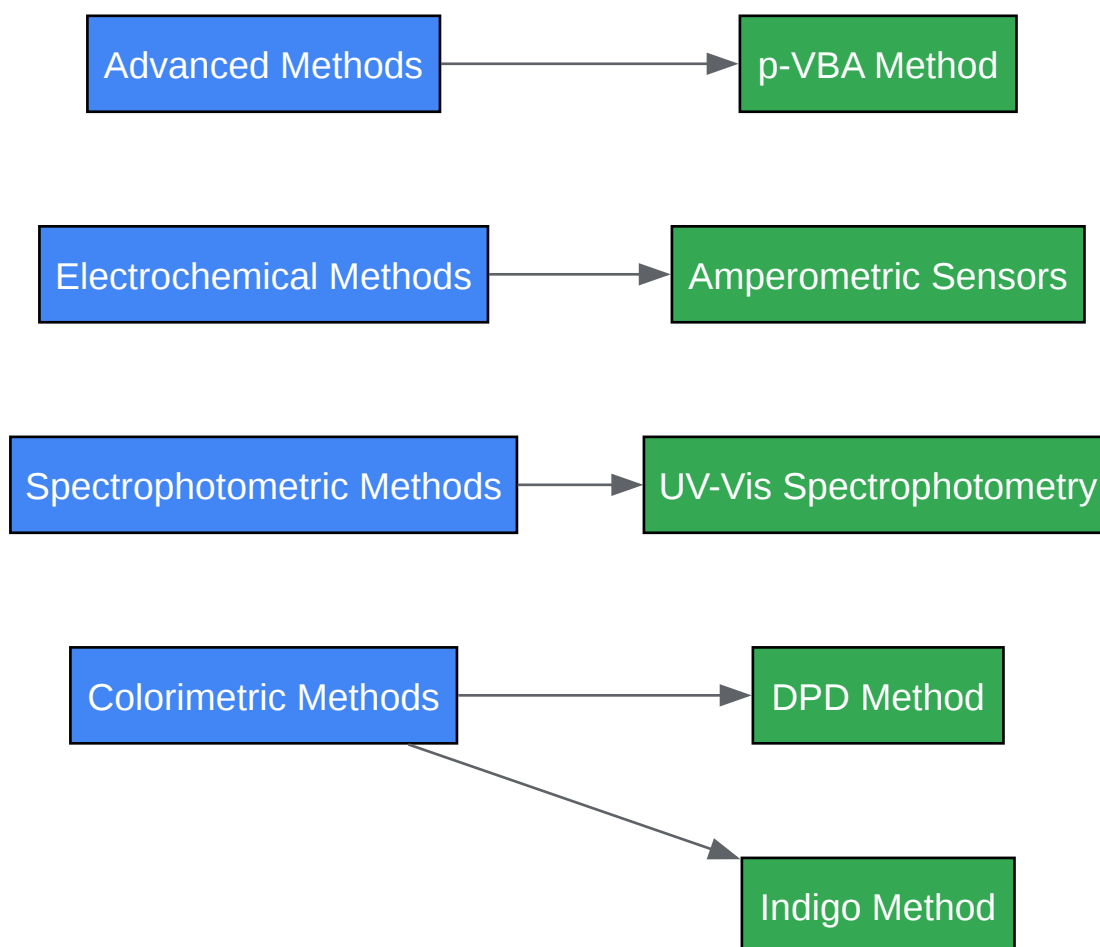 Advanced Methods
p-VBA Method
Electrochemical Methods
Amperometric Sensors
Spectrophotometric Methods
UV-Vis Spectrophotometry
Colorimetric Methods
DPD Method
Indigo Method